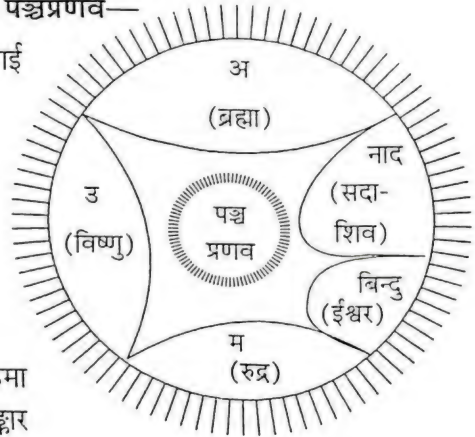 पञ्चप्रणव—
ाई
अ
(ब्रह्मा)
नाद
(सदा-
शिव)
उ
(विष्णु)
पञ्च
प्रणव
बिन्दु
(ईश्वर)
म
(रुद्र)
मा
ङ्कार